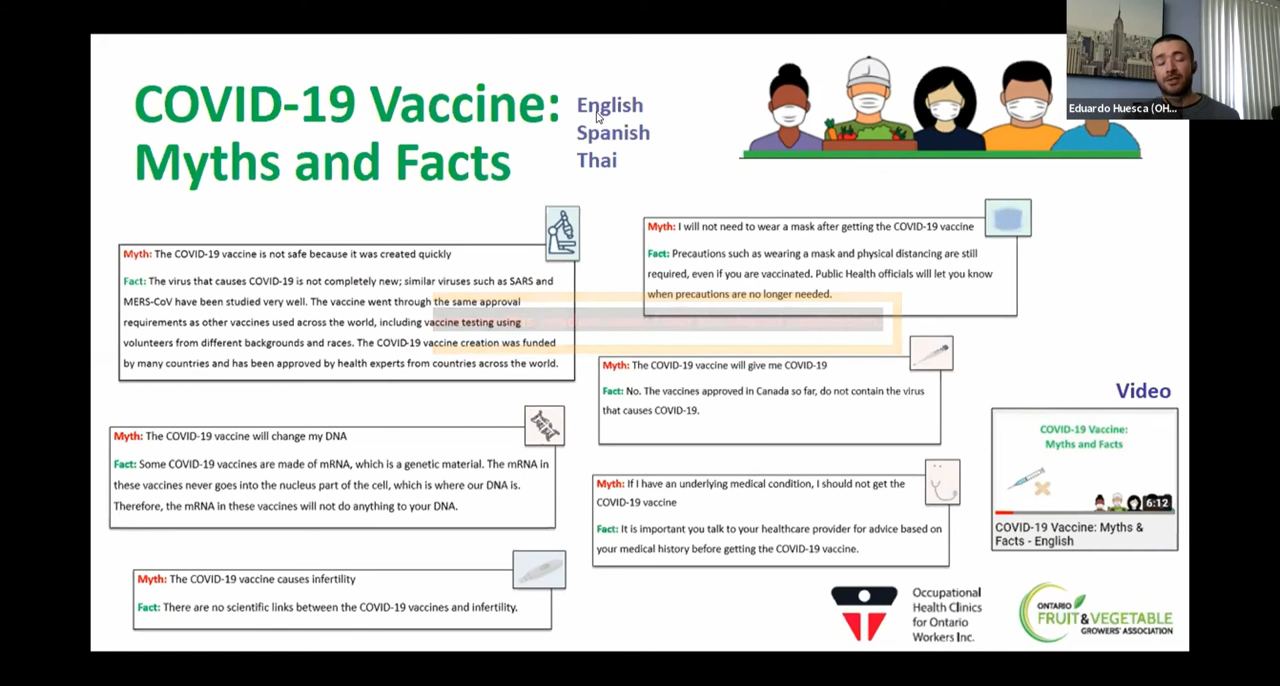 COVID-19 Vaccine:
Myths and Facts
English
Spanish
Thai
Eduardo Huesca (OH...
Myth: The COVID-19 vaccine is not safe because it was created quickly
Fact: The virus that causes COVID-19 is not completely new; similar viruses such as SARS and
MERS-CoV have been studied very well. The vaccine went through the same approval
requirements as other vaccines used across the world, including vaccine testing using
volunteers from different backgrounds and races. The COVID-19 vaccine creation was funded
by many countries and has been approved by health experts from countries across the world.
Myth: The COVID-19 vaccine will change my DNA
Fact: Some COVID-19 vaccines are made of mRNA, which is a genetic material. The mRNA in
these vaccines never goes into the nucleus part of the cell, which is where our DNA is.
Therefore, the mRNA in these vaccines will not do anything to your DNA.
Myth: The COVID-19 vaccine causes infertility
Fact: There are no scientific links between the COVID-19 vaccines and infertility.
Myth: I will not need to wear a mask after getting the COVID-19 vaccine
Fact: Precautions such as wearing a mask and physical distancing are still
required, even if you are vaccinated. Public Health officials will let you know
when precautions are no longer needed.
Myth: The COVID-19 vaccine will give me COVID-19
Fact: No. The vaccines approved in Canada so far, do not contain the virus
that causes COVID-19.
Myth: If I have an underlying medical condition, I should not get the
COVID-19 vaccine
Fact: It is important you talk to your healthcare provider for advice based on
your medical history before getting the COVID-19 vaccine.
Video
COVID-19 Vaccine:
Myths and Facts
6:12
COVID-19 Vaccine: Myths &
Facts - English
Occupational
Health Clinics
for Ontario
Workers Inc.
ONTARIO
FRUIT & VEGETABLE
GROWERS' ASSOCIATION